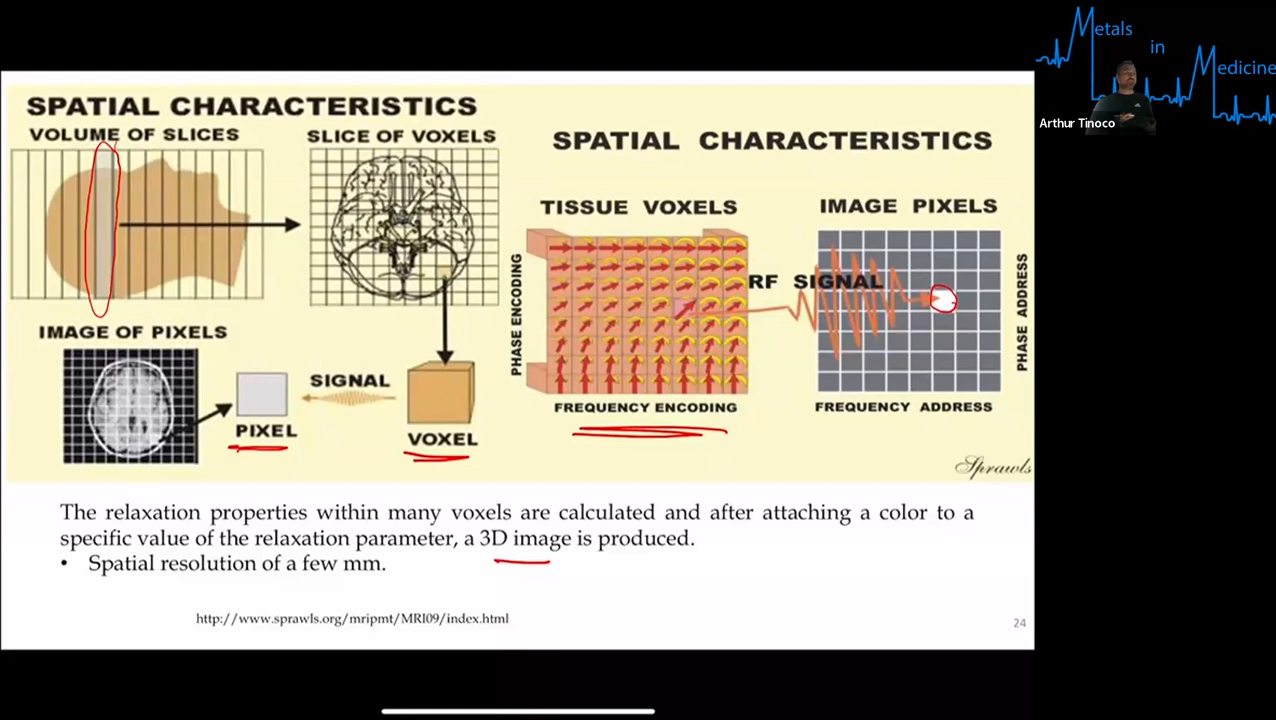 Metals
in
Medicine
Arthur Tinoco
SPATIAL CHARACTERISTICS
VOLUME OF SLICES
SLICE OF VOXELS
IMAGE OF PIXELS
SIGNAL
PIXEL
VOXEL
SPATIAL CHARACTERISTICS
TISSUE VOXELS
IMAGE PIXELS
PHASE ENCODING
RF SIGNAL
PHASE ADDRESS
FREQUENCY ENCODING
FREQUENCY ADDRESS
Sprawls
The relaxation properties within many voxels are calculated and after attaching a color to a
specific value of the relaxation parameter, a 3D image is produced.
• Spatial resolution of a few mm.
http://www.sprawls.org/mripmt/MRI09/index.html
24